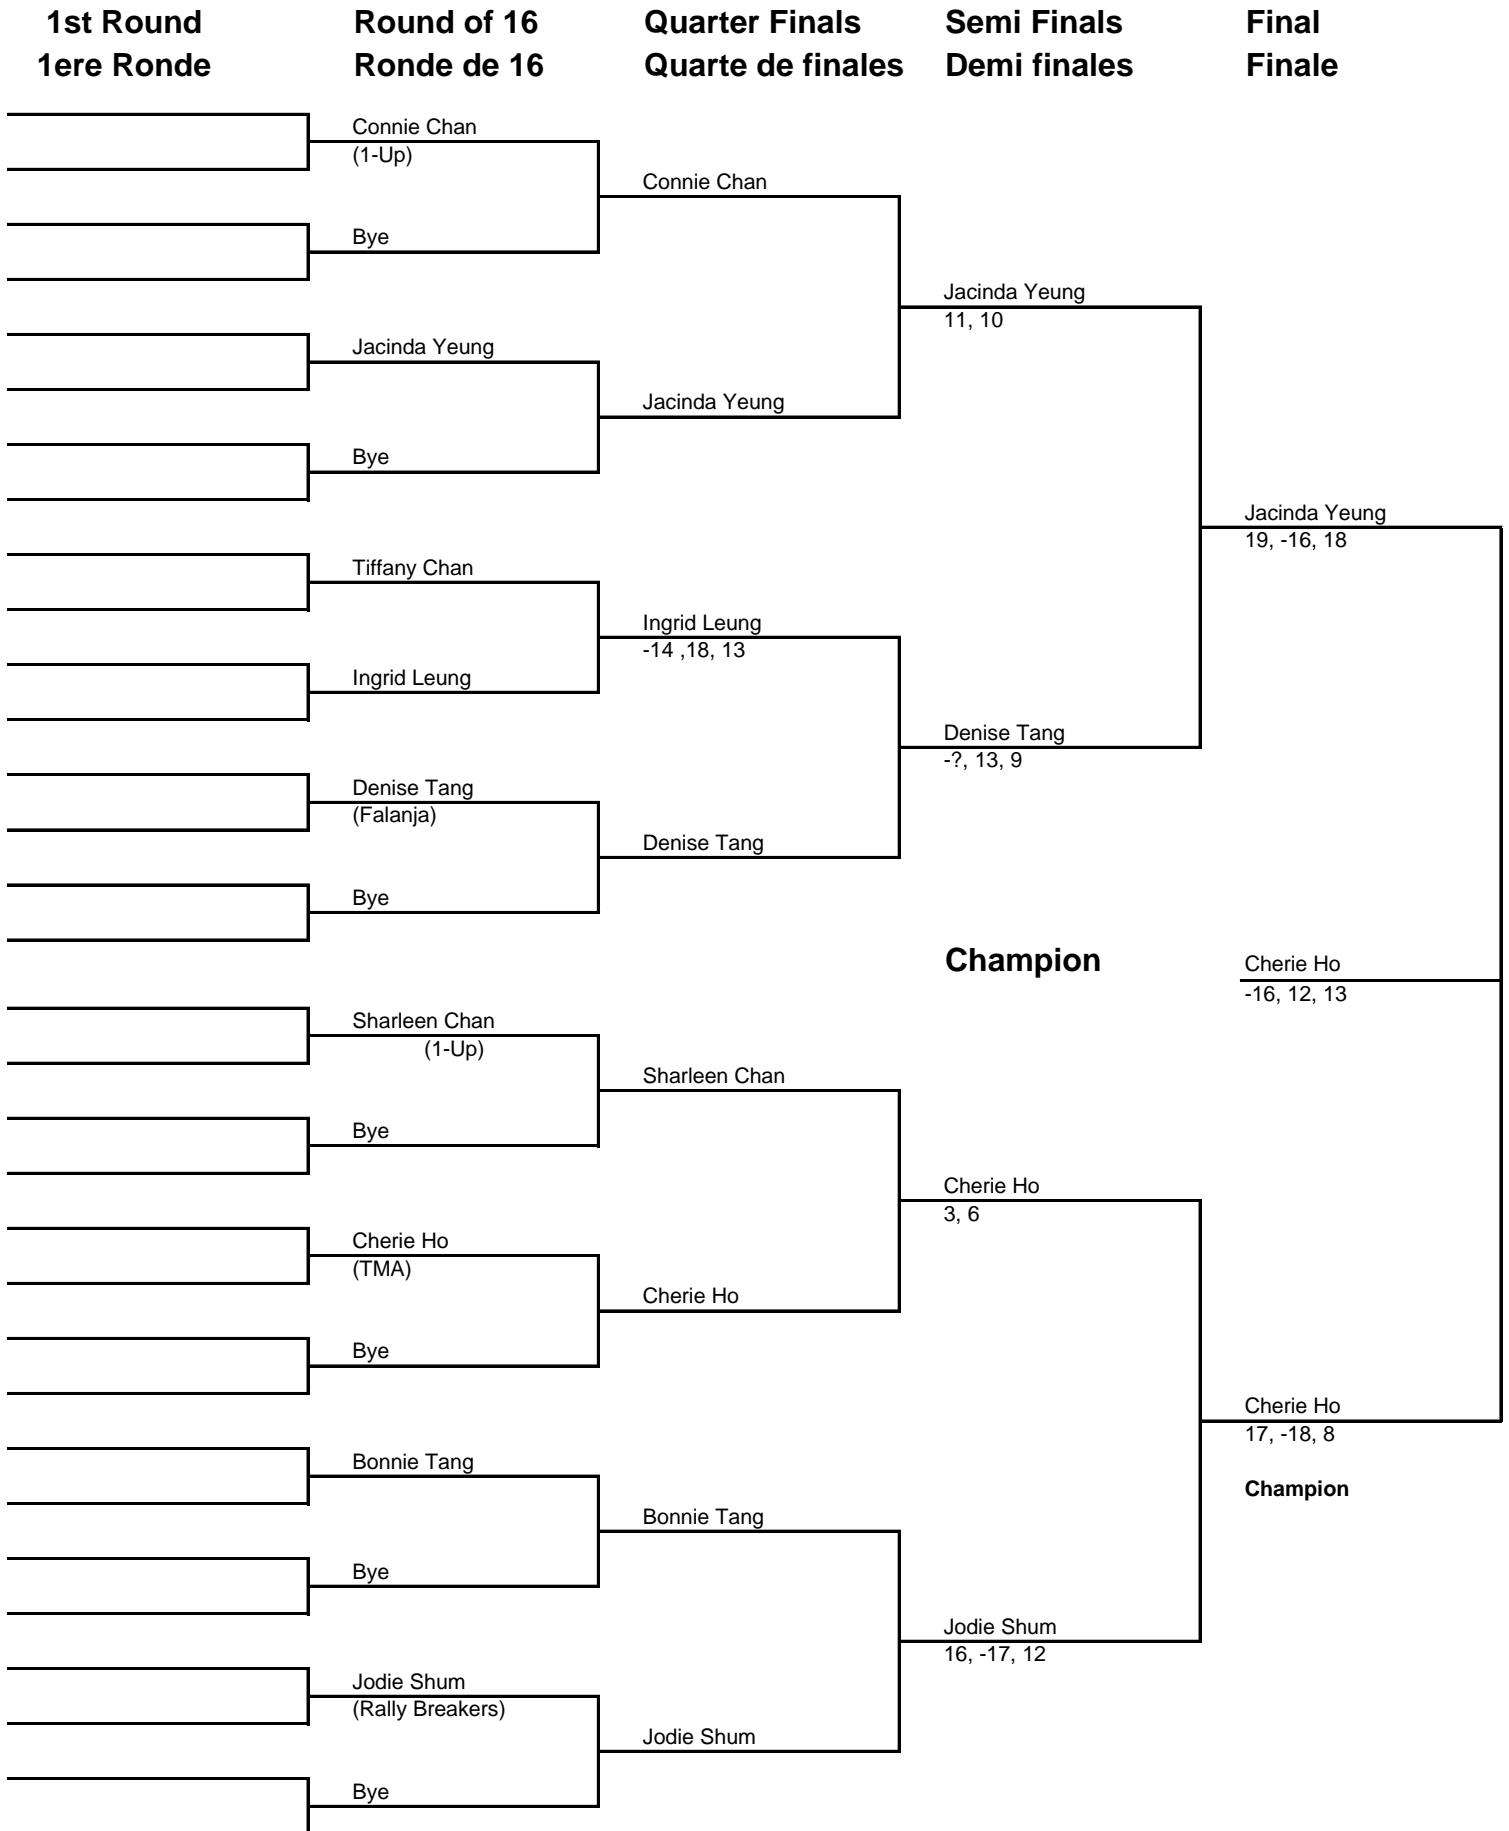 1st Round
1ere Ronde
Round of 16
Ronde de 16
Quarter Finals
Quarte de finales
Semi Finals
Demi finales
Final
Finale
Connie Chan
(1-Up)
Connie Chan
Bye
Jacinda Yeung
11, 10
Jacinda Yeung
Jacinda Yeung
Bye
Jacinda Yeung
19, -16, 18
Tiffany Chan
Ingrid Leung
-14 ,18, 13
Ingrid Leung
Denise Tang
-?, 13, 9
Denise Tang
(Falanja)
Denise Tang
Bye
Champion
Cherie Ho
-16, 12, 13
Sharleen Chan
(1-Up)
Sharleen Chan
Bye
Cherie Ho
3, 6
Cherie Ho
(TMA)
Cherie Ho
Bye
Cherie Ho
17, -18, 8
Champion
Bonnie Tang
Bonnie Tang
Bye
Jodie Shum
16, -17, 12
Jodie Shum
(Rally Breakers)
Jodie Shum
Bye